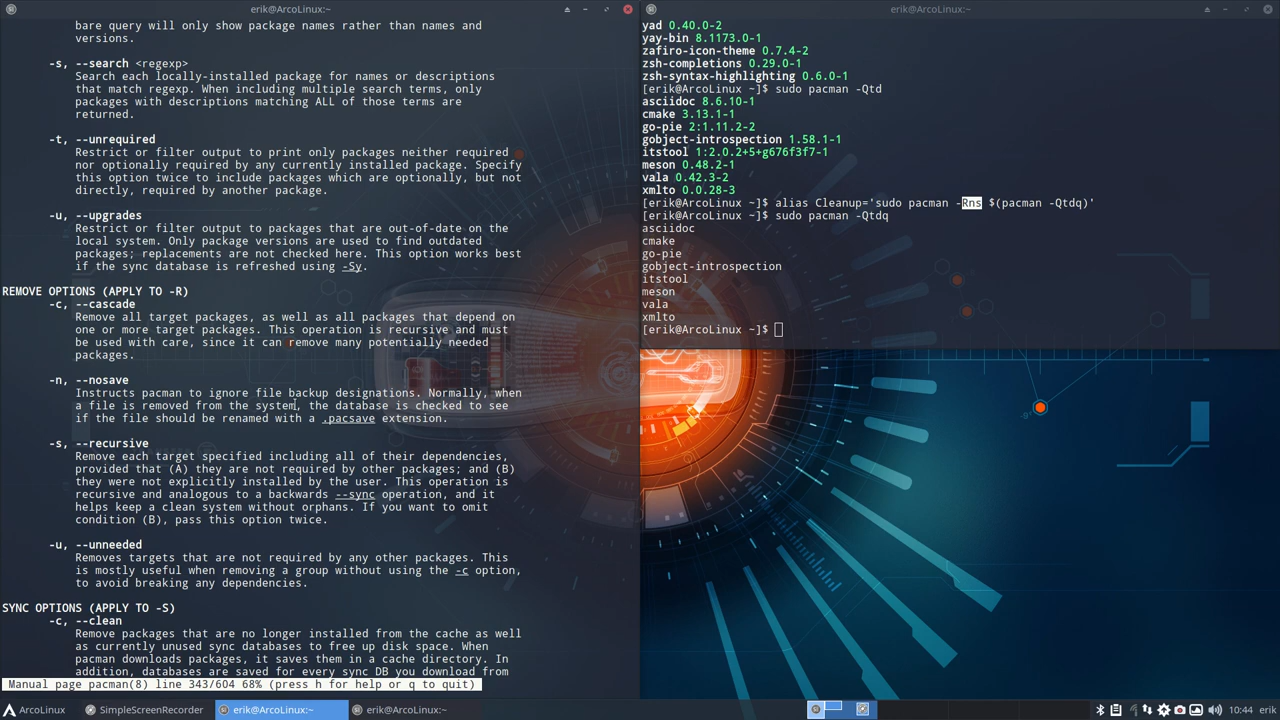 erik@ArcoLinux:~
bare query will only show package names rather than names and
versions.
-s, --search <regexp>
Search each locally-installed package for names or descriptions
that match regexp. When including multiple search terms, only
packages with descriptions matching ALL of those terms are
returned.
-t, --unrequired
Restrict or filter output to print only packages neither required
nor optionally required by any currently installed package. Specify
this option twice to include packages which are optionally, but not
directly, required by another package.
-u, --upgrades
Restrict or filter output to packages that are out-of-date on the
local system. Only package versions are used to find outdated
packages; replacements are not checked here. This option works best
if the sync database is refreshed using -Sy.
REMOVE OPTIONS (APPLY TO -R)
-c, --cascade
Remove all target packages, as well as all packages that depend on
one or more target packages. This operation is recursive and must
be used with care, since it can remove many potentially needed
packages.
-n, --nosave
Instructs pacman to ignore file backup designations. Normally, when
a file is removed from the system, the database is checked to see
if the file should be renamed with a .pacsave extension.
-s, --recursive
Remove each target specified including all of their dependencies,
provided that (A) they are not required by other packages; and (B)
they were not explicitly installed by the user. This operation is
recursive and analogous to a backwards --sync operation, and it
helps keep a clean system without orphans. If you want to omit
condition (B), pass this option twice.
-u, --unneeded
Removes targets that are not required by any other packages. This
is mostly useful when removing a group without using the -c option,
to avoid breaking any dependencies.
SYNC OPTIONS (APPLY TO -S)
-c, --clean
Remove packages that are no longer installed from the cache as well
as currently unused sync databases to free up disk space. When
pacman downloads packages, it saves them in a cache directory. In
addition, databases are saved for every sync DB you download from
Manual page pacman(8) line 343/604 68% (press h for help or q to quit)
erik@ArcoLinux:~
yad 0.40.0-2
yay-bin 8.1173.0-1
zafiro-icon-theme 0.7.4-2
zsh-completions 0.29.0-1
zsh-syntax-highlighting 0.6.0-1
[erik@ArcoLinux ~]$ sudo pacman -Qtd
asciidoc 8.6.10-1
cmake 3.13.1-1
go-pie 2:1.11.2-2
gobject-introspection 1.58.1-1
itstool 1:2.0.2+5+g676f3f7-1
meson 0.48.2-1
vala 0.42.3-2
xmlto 0.0.28-3
[erik@ArcoLinux ~]$ alias Cleanup='sudo pacman -Rns $(pacman -Qtdq)'
[erik@ArcoLinux ~]$ sudo pacman -Qtdq
asciidoc
cmake
go-pie
gobject-introspection
itstool
meson
vala
xmlto
[erik@ArcoLinux ~]$
ArcoLinux
SimpleScreenRecorder
erik@ArcoLinux:~
erik@ArcoLinux:~
10:44 erik